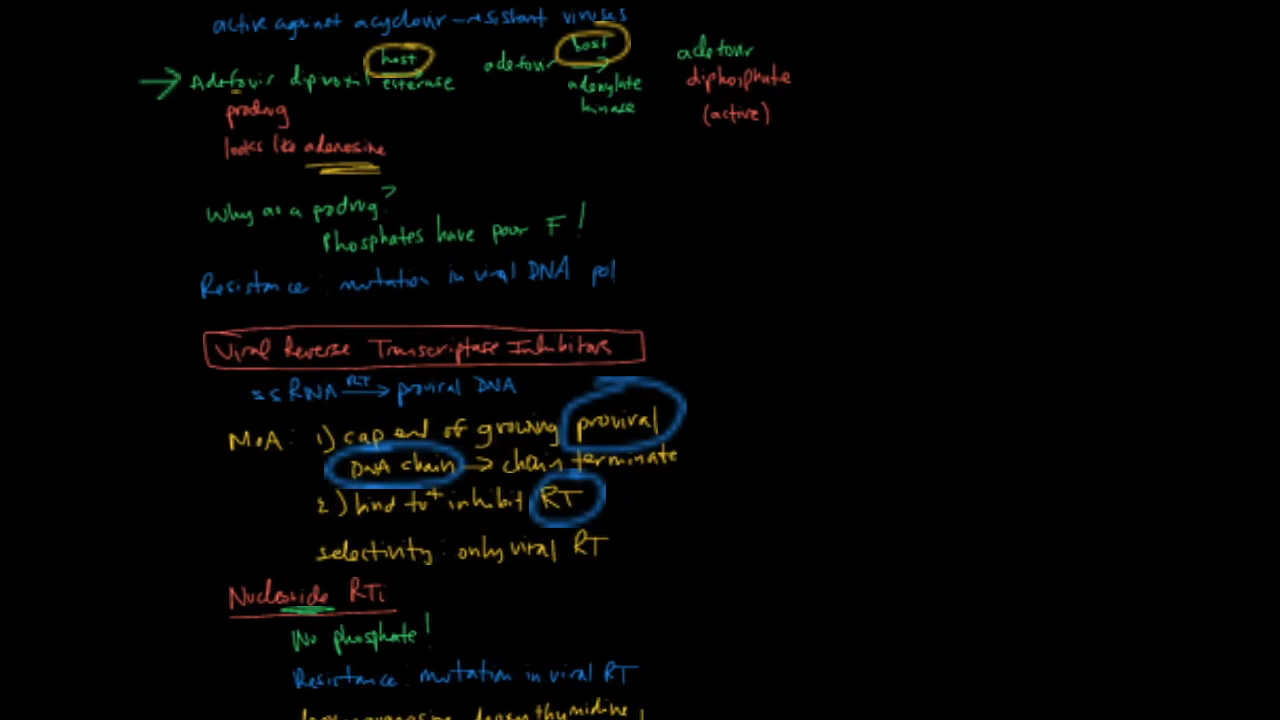 active against acyclovir-resistant viruses
→ Adefovir dipivoxil host esterase adefovir host → adenylate kinase adefovir diphosphate (active)
prodrug
looks like adenosine
Why as a prodrug?
Phosphates have poor F!
Resistance: mutation in viral DNA pol
Viral Reverse Transcriptase Inhibitors
ssRNA RT → proviral DNA
MoA: 1) cap end of growing proviral
DNA chain → chain terminate
2) bind to + inhibit RT
selectivity: only viral RT
Nucleoside RTi
No phosphate!
Resistance: mutation in viral RT
deoxythymidine,